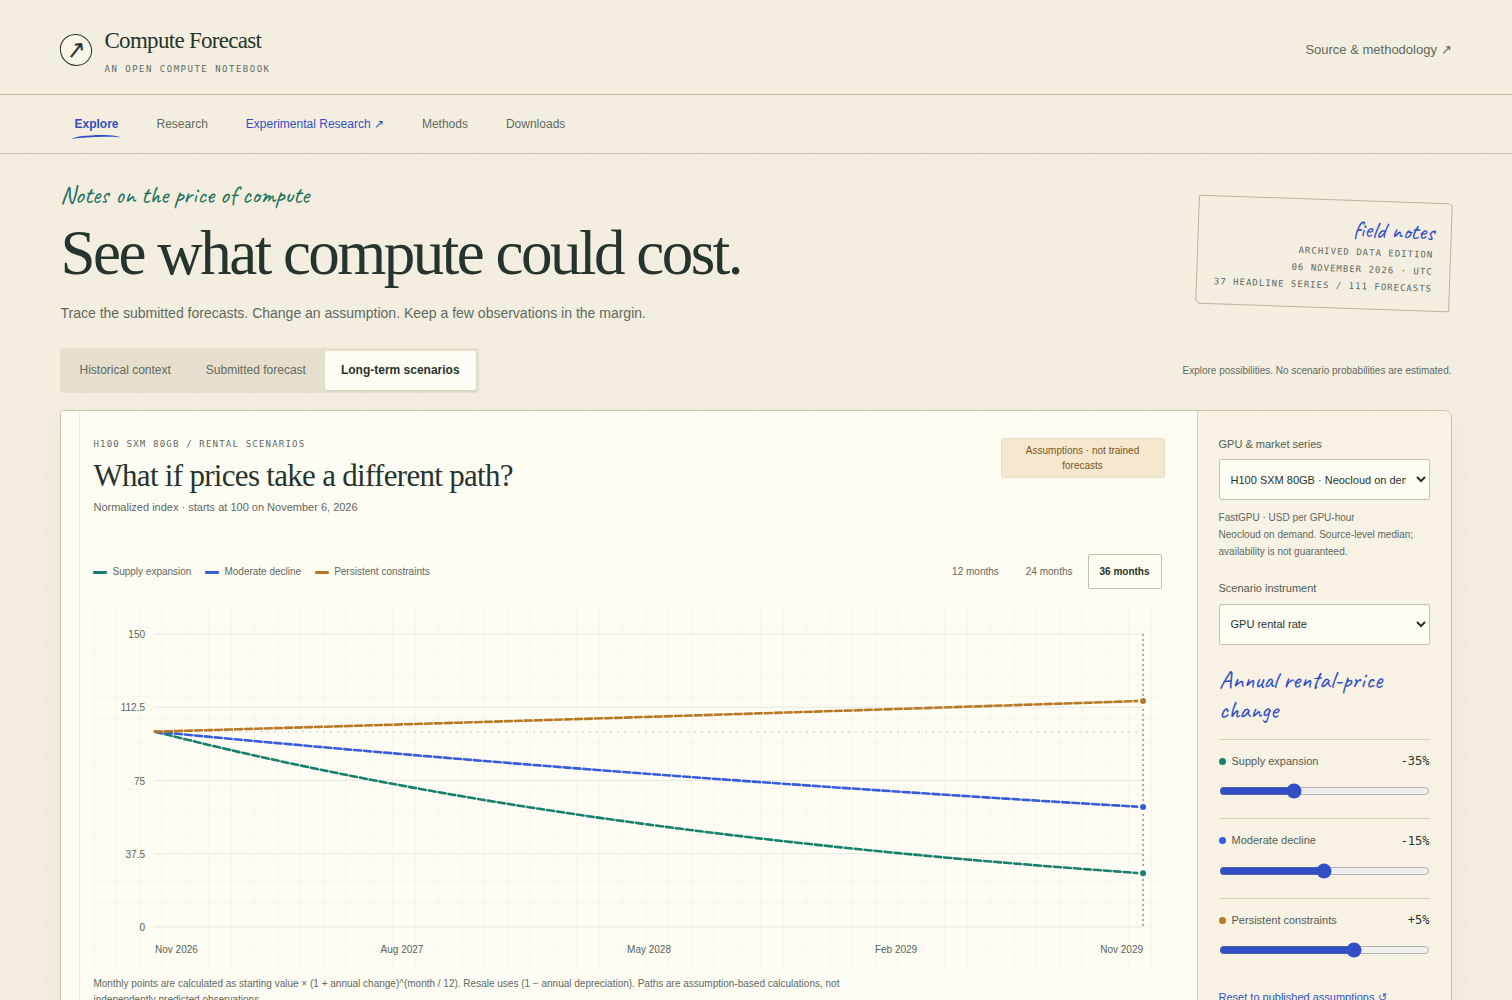 Compute Forecast
AN OPEN COMPUTE NOTEBOOK
Source & methodology ↗
Explore
Research
Experimental Research ↗
Methods
Downloads
Notes on the price of compute
See what compute could cost.
Trace the submitted forecasts. Change an assumption. Keep a few observations in the margin.
field notes
ARCHIVED DATA EDITION
06 NOVEMBER 2026 · UTC
37 HEADLINE SERIES / 111 FORECASTS
Historical context
Submitted forecast
Long-term scenarios
Explore possibilities. No scenario probabilities are estimated.
H100 SXM 80GB / RENTAL SCENARIOS
What if prices take a different path?
Normalized index · starts at 100 on November 6, 2026
Assumptions · not trained
forecasts
Supply expansion
Moderate decline
Persistent constraints
12 months
24 months
36 months
150
112.5
75
37.5
0
Nov 2026
Aug 2027
May 2028
Feb 2029
Nov 2029
Monthly points are calculated as starting value × (1 + annual change)^(month / 12). Resale uses (1 − annual depreciation). Paths are assumption-based calculations, not
independently predicted observations.
GPU & market series
H100 SXM 80GB · Neocloud on den
FastGPU · USD per GPU-hour
Neocloud on demand. Source-level median;
availability is not guaranteed.
Scenario instrument
GPU rental rate
Annual rental-price
change
Supply expansion
-35%
Moderate decline
-15%
Persistent constraints
+5%
Reset to published assumptions ↺